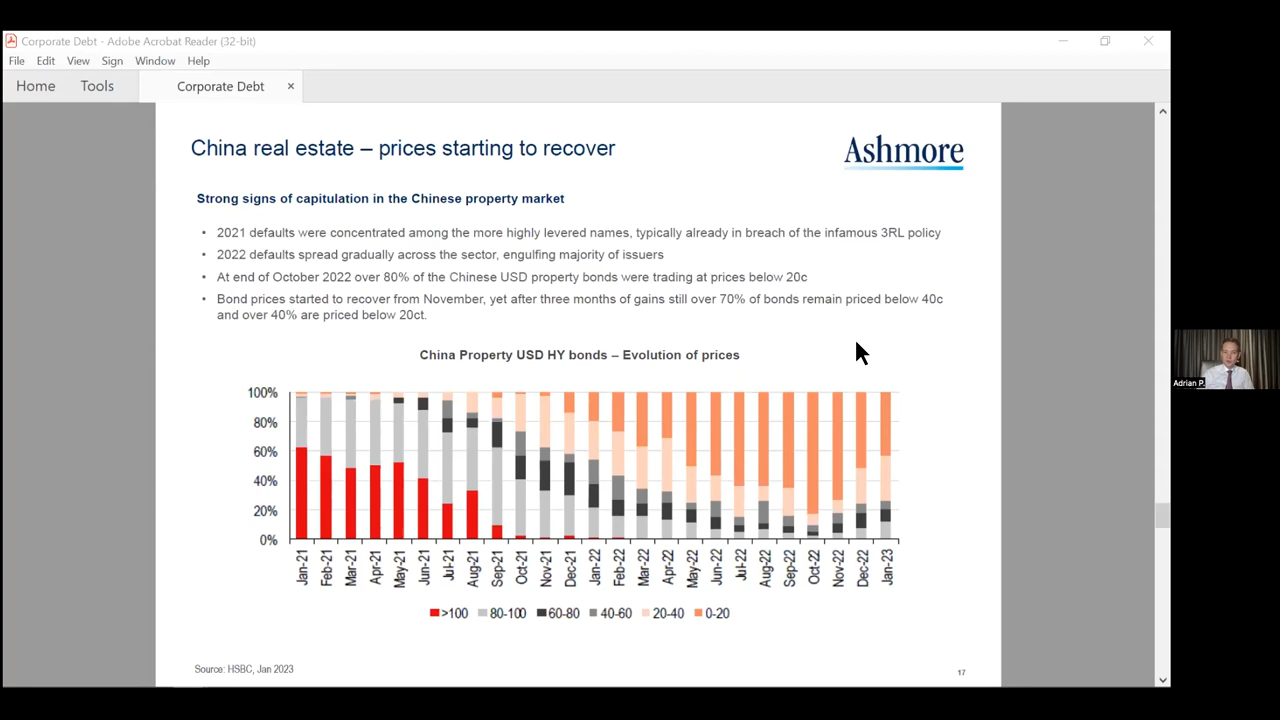 Corporate Debt - Adobe Acrobat Reader (32-bit)
File Edit View Sign Window Help
Home Tools Corporate Debt ×
China real estate – prices starting to recover
Ashmore
Strong signs of capitulation in the Chinese property market
• 2021 defaults were concentrated among the more highly levered names, typically already in breach of the infamous 3RL policy
• 2022 defaults spread gradually across the sector, engulfing majority of issuers
• At end of October 2022 over 80% of the Chinese USD property bonds were trading at prices below 20c
• Bond prices started to recover from November, yet after three months of gains still over 70% of bonds remain priced below 40c
and over 40% are priced below 20ct.
China Property USD HY bonds – Evolution of prices
100%
80%
60%
40%
20%
0%
Jan-21 Feb-21 Mar-21 Apr-21 May-21 Jun-21 Jul-21 Aug-21 Sep-21 Oct-21 Nov-21 Dec-21 Jan-22 Feb-22 Mar-22 Apr-22 May-22 Jun-22 Jul-22 Aug-22 Sep-22 Oct-22 Nov-22 Dec-22 Jan-23
>100 80-100 60-80 40-60 20-40 0-20
Source: HSBC, Jan 2023
17
Adrian P.